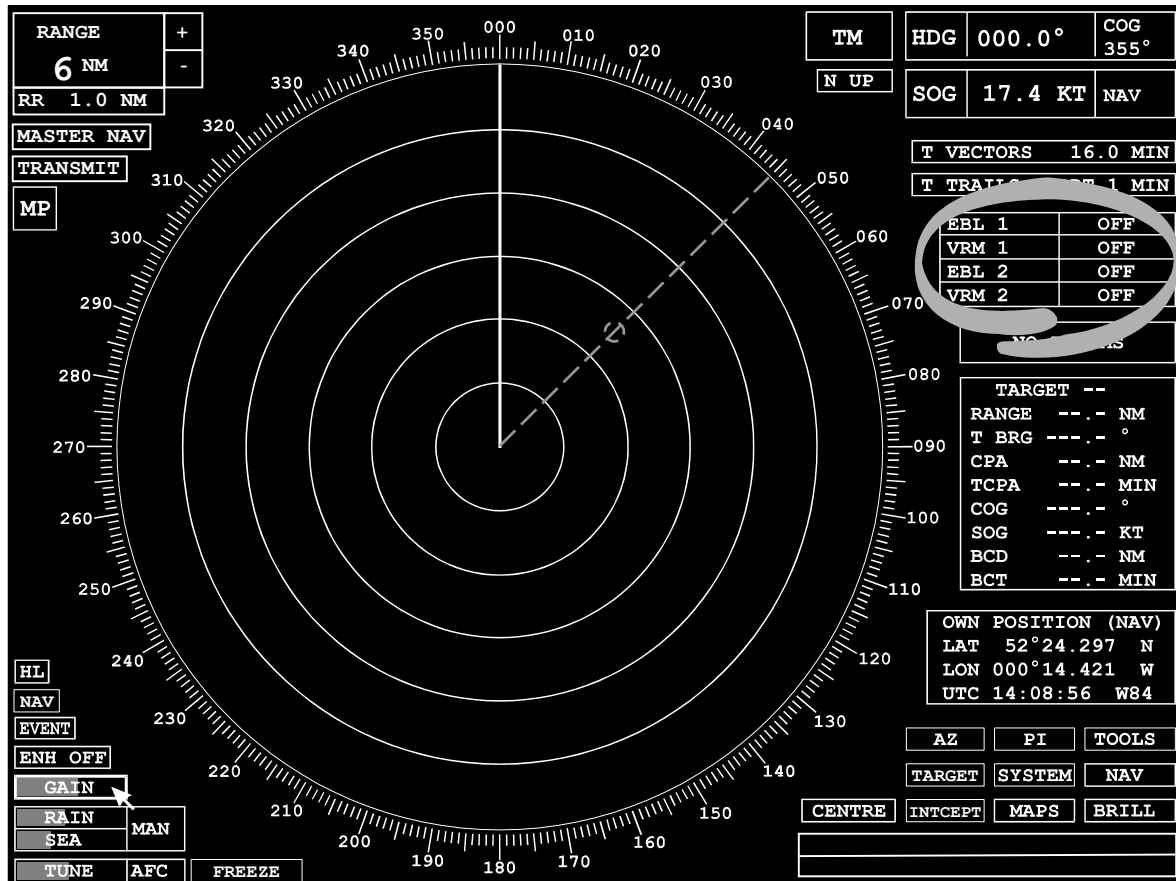 RANGE
+
6 NM
-
RR 1.0 NM
MASTER NAV
TRANSMIT
MP
TM
N UP
HDG 000.0° COG 355°
SOG 17.4 KT NAV
T VECTORS 16.0 MIN
T TRAILS 1 MIN
EBL 1 OFF
VRM 1 OFF
EBL 2 OFF
VRM 2 OFF
TARGET --
RANGE --.- NM
T BRG ---.- °
CPA --.- NM
TCPA --.- MIN
COG ---.- °
SOG --.- KT
BCD --.- NM
BCT --.- MIN
OWN POSITION (NAV)
LAT 52°24.297 N
LON 000°14.421 W
UTC 14:08:56 W84
AZ PI TOOLS
TARGET SYSTEM NAV
CENTRE INTCEPT MAPS BRILL
000
010
020
030
040
050
060
070
080
090
100
110
120
130
140
150
160
170
180
190
200
210
220
230
240
250
260
270
280
290
300
310
320
330
340
350
HL
NAV
EVENT
ENH OFF
GAIN
RAIN
SEA
MAN
TUNE AFC FREEZE